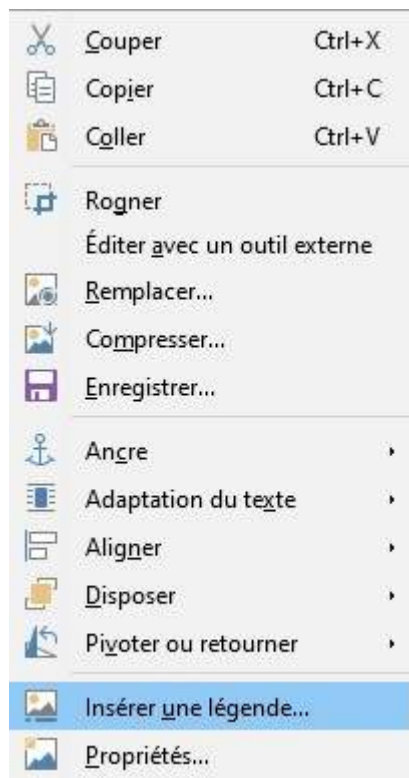 Couper Ctrl+X
Copier Ctrl+C
Coller Ctrl+V
Rogner
Éditer avec un outil externe
Remplacer...
Compresser...
Enregistrer...
Ancre
Adaptation du texte
Aligner
Disposer
Pivoter ou retourner
Insérer une légende...
Propriétés...